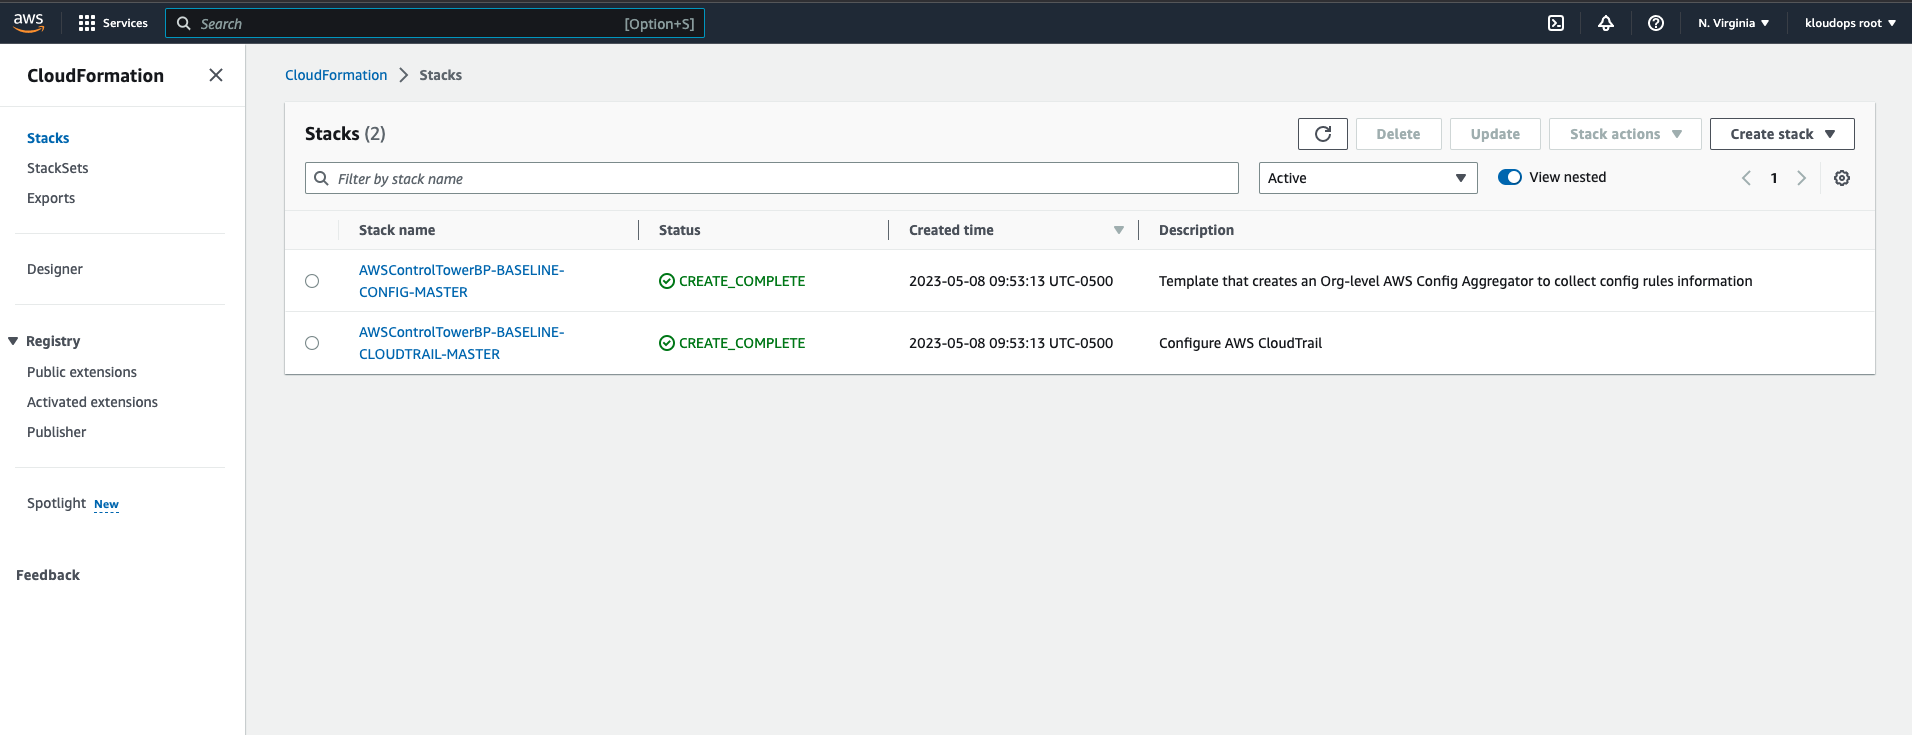 aws
Services
Search
[Option+S]
N. Virginia
kloudops root
CloudFormation
CloudFormation
Stacks
Stacks
StackSets
Exports
Designer
Registry
Public extensions
Activated extensions
Publisher
Spotlight New
Feedback
Stacks (2)
Delete
Update
Stack actions
Create stack
Filter by stack name
Active
View nested
1
Stack name
Status
Created time
Description
AWSControlTowerBP-BASELINE-
CONFIG-MASTER
CREATE_COMPLETE
2023-05-08 09:53:13 UTC-0500
Template that creates an Org-level AWS Config Aggregator to collect config rules information
AWSControlTowerBP-BASELINE-
CLOUDTRAIL-MASTER
CREATE_COMPLETE
2023-05-08 09:53:13 UTC-0500
Configure AWS CloudTrail